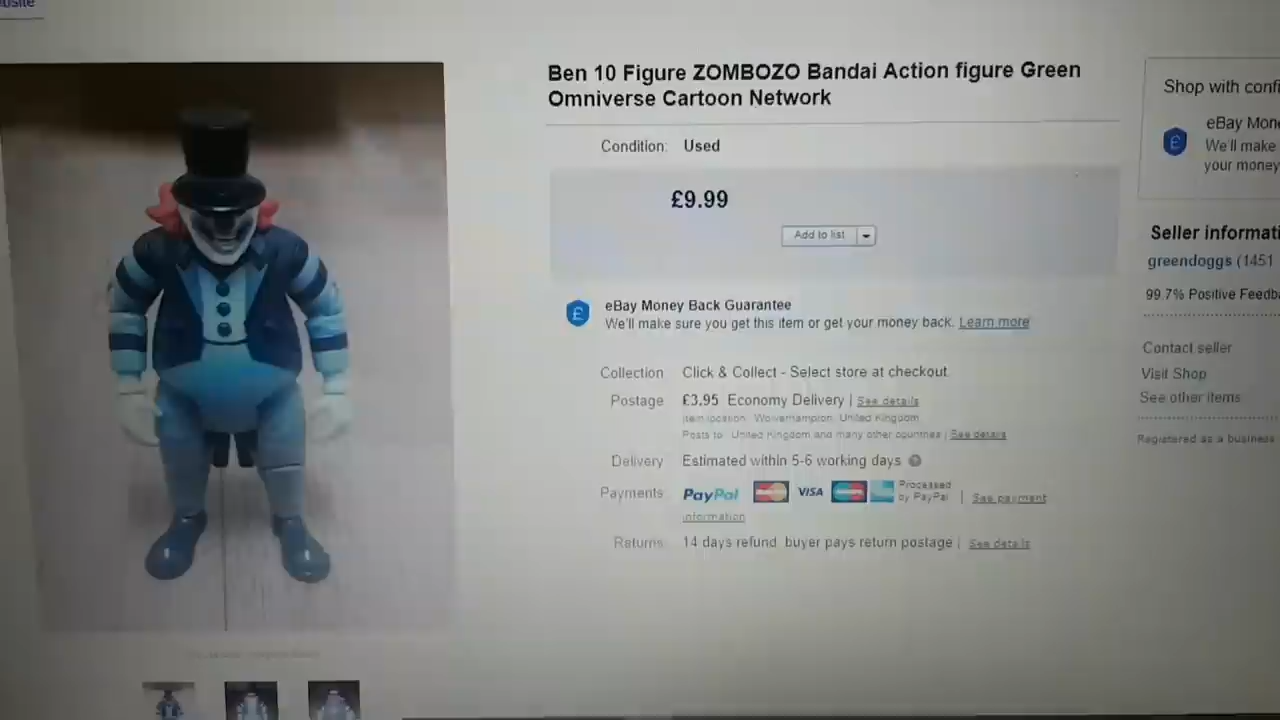 Ben 10 Figure ZOMBOZO Bandai Action figure Green
Omniverse Cartoon Network
Condition: Used
£9.99
Add to list
eBay Money Back Guarantee
We'll make sure you get this item or get your money back. Learn more
Collection Click & Collect - Select store at checkout
Postage £3.95 Economy Delivery | See details
Item location: Wolverhampton, United Kingdom
Posts to: United Kingdom and many other countries | See details
Delivery Estimated within 5-6 working days
Payments: PayPal VISA Processed by PayPal | See payment
information
Returns: 14 days refund buyer pays return postage | See details
Shop with confi
eBay Mon
We'll make
your money
Seller informati
greendoggs (1451
99.7% Positive Feedb
Contact seller
Visit Shop
See other items
Registered as a business